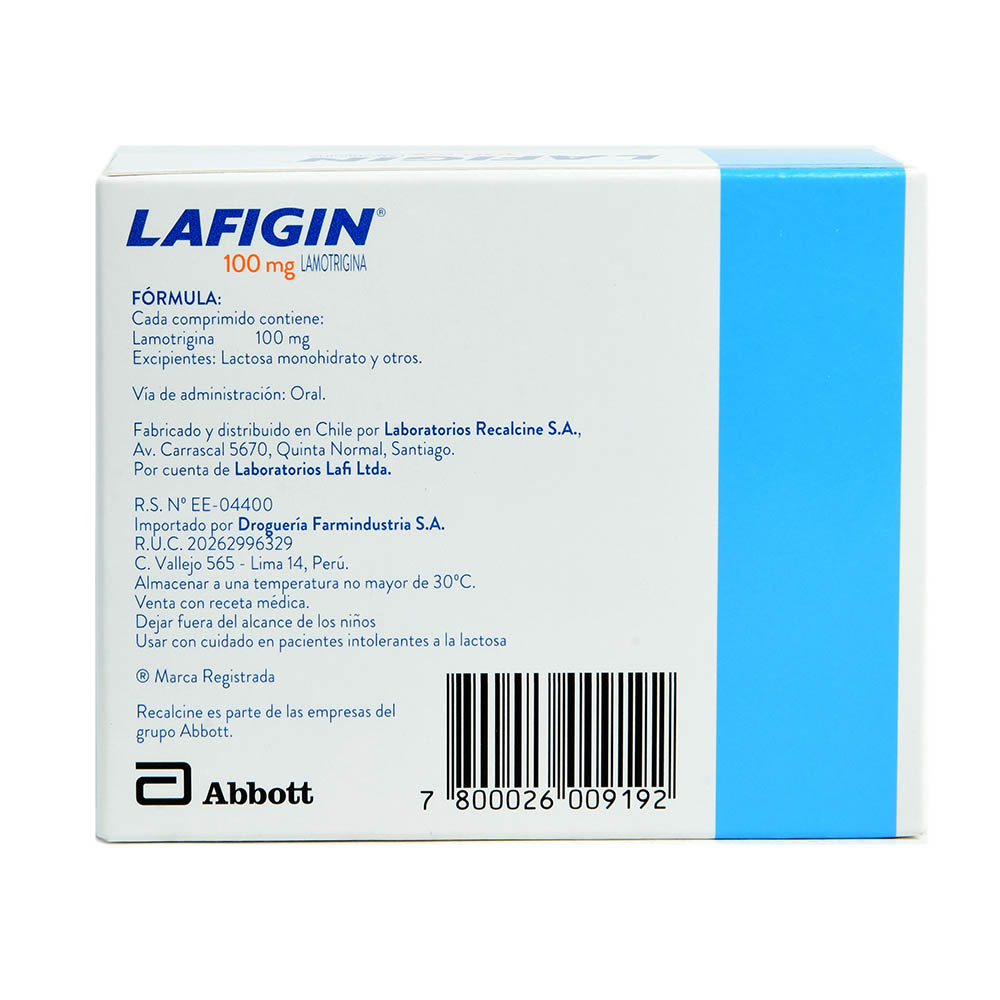 LAFIGIN
LAFIGIN®
100 mg LAMOTRIGINA
FÓRMULA:
Cada comprimido contiene:
Lamotrigina 100 mg
Excipientes: Lactosa monohidrato y otros.
Vía de administración: Oral.
Fabricado y distribuido en Chile por Laboratorios Recalcine S.A.,
Av. Carrascal 5670, Quinta Normal, Santiago.
Por cuenta de Laboratorios Lafi Ltda.
R.S. Nº EE-04400
Importado por Droguería Farmindustria S.A.
R.U.C. 20262996329
C. Vallejo 565 - Lima 14, Perú.
Almacenar a una temperatura no mayor de 30ºC.
Venta con receta médica.
Dejar fuera del alcance de los niños
Usar con cuidado en pacientes intolerantes a la lactosa
® Marca Registrada
Recalcine es parte de las empresas del
grupo Abbott.
Abbott
7 800026 009192